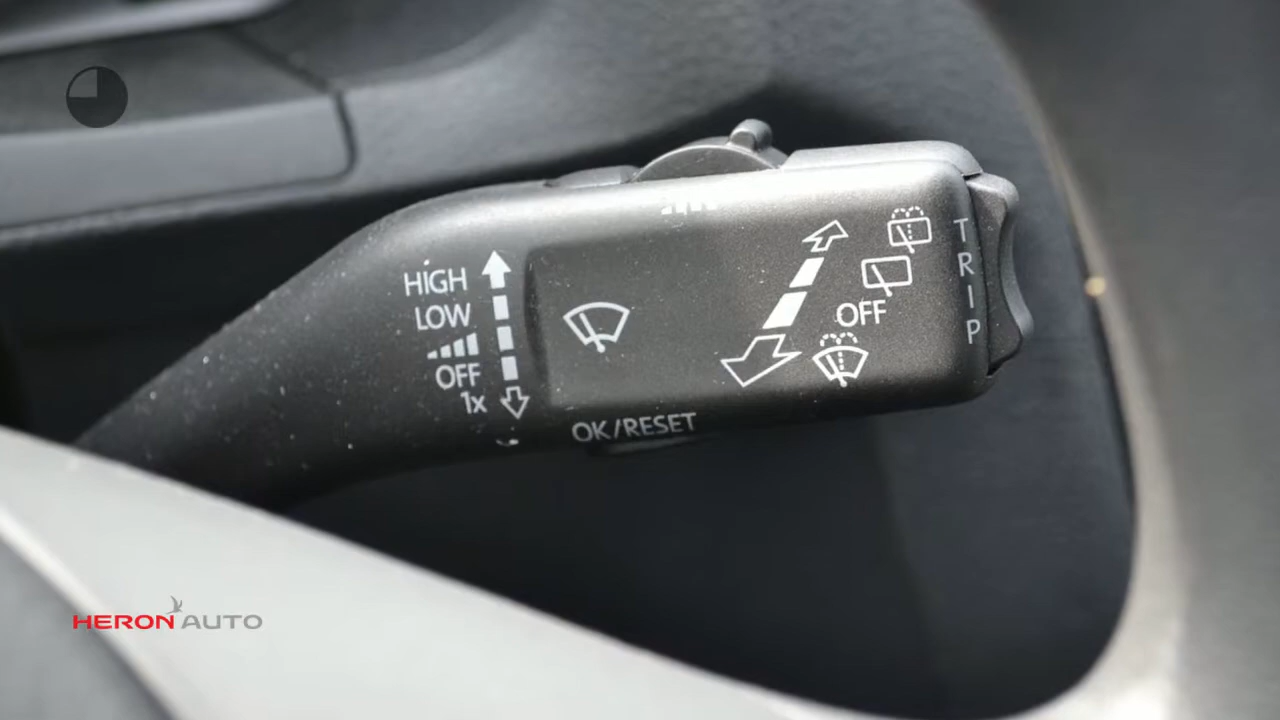 HIGH
LOW
OFF
1x
OK/RESET
OFF
TRIP
HERON AUTO